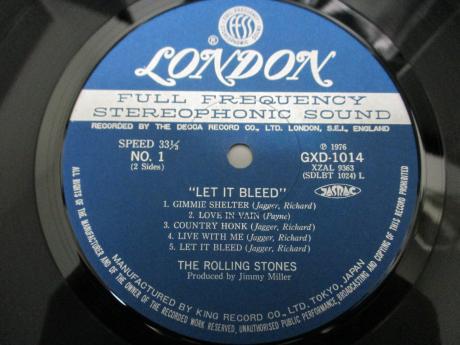 FFSS
FULL FREQUENCY
STEREOPHONIC SOUND
® LONDON
FULL FREQUENCY
STEREOPHONIC SOUND
RECORDED BY THE DECCA RECORD CO., LTD. LONDON, S.E.I., ENGLAND
SPEED 33⅓
NO. 1
(2 Sides)
℗ 1976
GXD-1014
XZAL 9363
(SDLBT 1024) L
JASRAC
"LET IT BLEED"
1. GIMMIE SHELTER (Jagger, Richard)
2. LOVE IN VAIN (Payne)
3. COUNTRY HONK (Jagger, Richard)
4. LIVE WITH ME (Jagger, Richard)
5. LET IT BLEED (Jagger, Richard)
THE ROLLING STONES
Produced by Jimmy Miller
MANUFACTURED BY KING RECORD CO., LTD. TOKYO, JAPAN
ALL RIGHTS OF THE MANUFACTURER AND OF THE OWNER OF THE RECORDED WORK RESERVED, UNAUTHORISED PUBLIC PERFORMANCE, BROADCASTING AND COPYING OF THIS RECORD PROHIBITED.